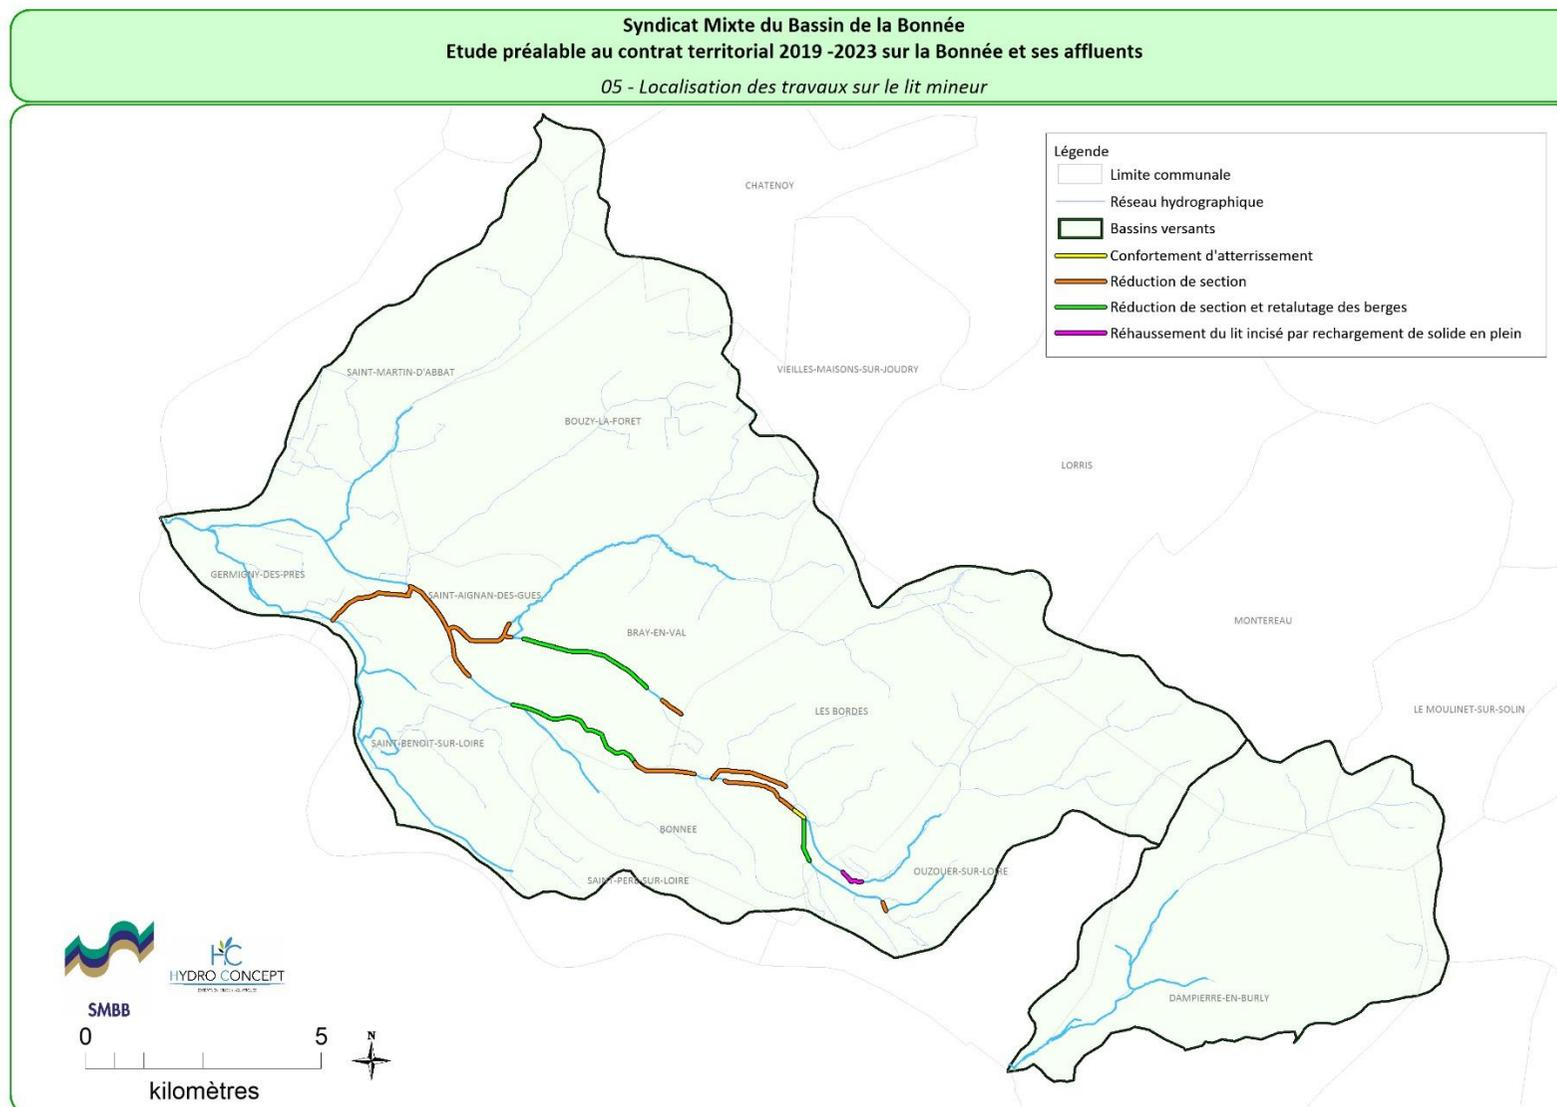 Syndicat Mixte du Bassin de la Bonnée
Etude préalable au contrat territorial 2019 -2023 sur la Bonnée et ses affluents
05 - Localisation des travaux sur le lit mineur
Légende
Limite communale
Réseau hydrographique
Bassins versants
Confortement d'atterrissement
Réduction de section
Réduction de section et retalutage des berges
Réhaussement du lit incisé par rechargement de solide en plein
CHATENOY
SAINT-MARTIN-D'ABBAT
VIEILLES-MAISONS-SUR-JOUDRY
BOUZY-LA-FORET
LORRIS
GERMIGNY-DES-PRES
SAINT-AIGNAN-DES-GUES
BRAY-EN-VAL
MONTEREAU
LES BORDES
LE MOULINET-SUR-SOLIN
SAINT-BENOIT-SUR-LOIRE
BONNEE
OUZOUER-SUR-LOIRE
SAINT-PERE-SUR-LOIRE
DAMPIERRE-EN-BURLY
HC
HYDRO CONCEPT
SMBB
0 5
kilomètres
N